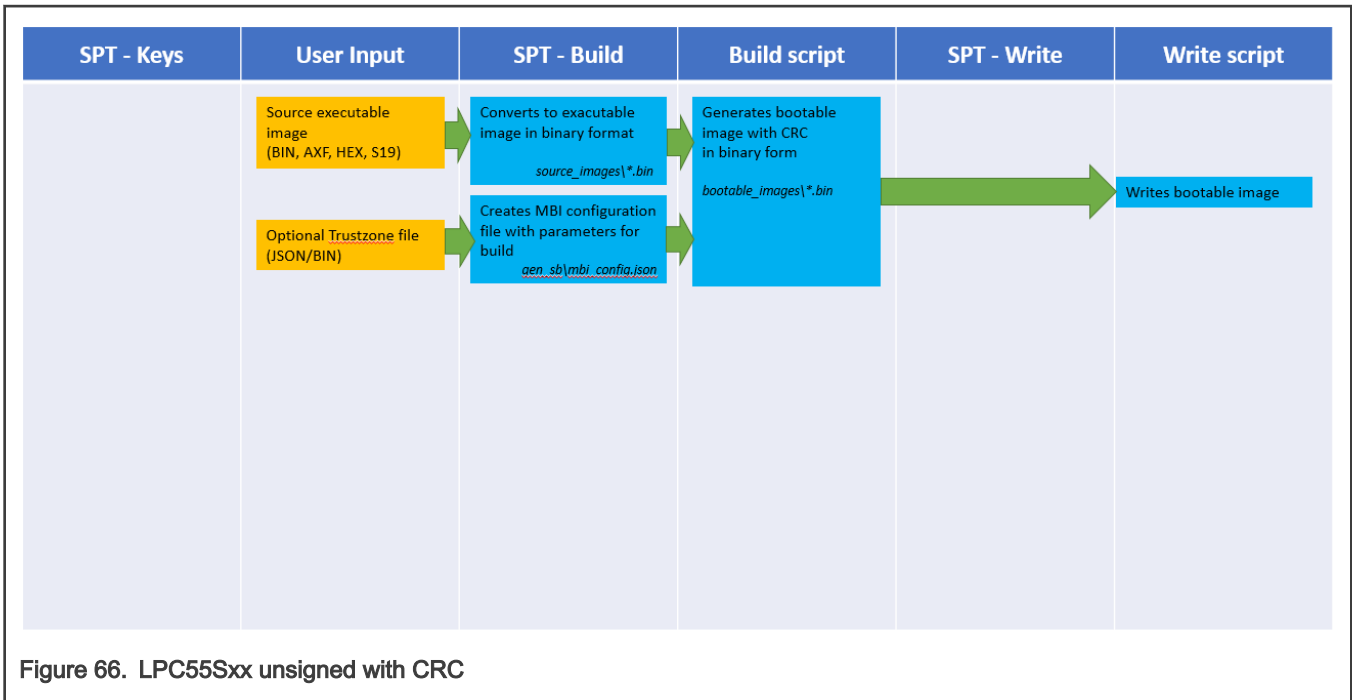 SPT - Keys
User Input
SPT - Build
Build script
SPT - Write
Write script
Source executable
image
(BIN, AXF, HEX, S19)
Converts to exacutable
image in binary format
source_images\*.bin
Generates bootable
image with CRC
in binary form
bootable_images\*.bin
Writes bootable image
Optional Trustzone file
(JSON/BIN)
Creates MBI configuration
file with parameters for
build
gen_sb\mbi_config.json
Figure 66. LPC55Sxx unsigned with CRC